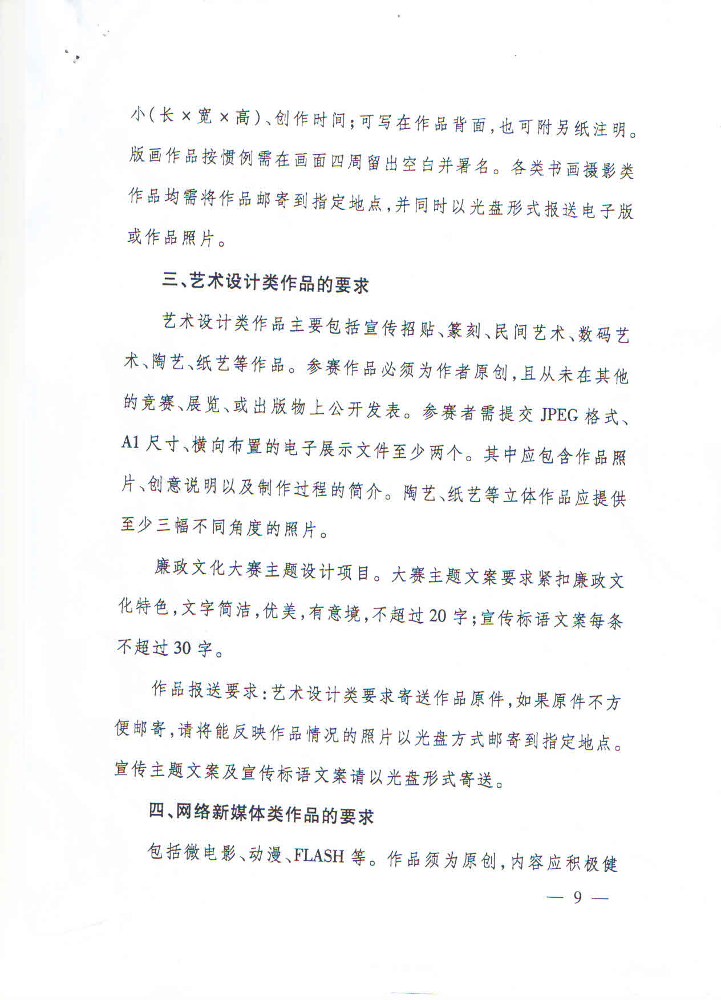 小(长×宽×高)、创作时间;可写在作品背面,也可附另纸注明。
版画作品按惯例需在画面四周留出空白并署名。各类书画摄影类
作品均需将作品邮寄到指定地点,并同时以光盘形式报送电子版
或作品照片。
三、艺术设计类作品的要求
艺术设计类作品主要包括宣传招贴、篆刻、民间艺术、数码艺
术、陶艺、纸艺等作品。参赛作品必须为作者原创,且从未在其他
的竞赛、展览、或出版物上公开发表。参赛者需提交 JPEG 格式、
A1 尺寸、横向布置的电子展示文件至少两个。其中应包含作品照
片、创意说明以及制作过程的简介。陶艺、纸艺等立体作品应提供
至少三幅不同角度的照片。
廉政文化大赛主题设计项目。大赛主题文案要求紧扣廉政文
化特色,文字简洁,优美,有意境,不超过 20 字;宣传标语文案每条
不超过 30 字。
作品报送要求:艺术设计类要求寄送作品原件,如果原件不方
便邮寄,请将能反映作品情况的照片以光盘方式邮寄到指定地点。
宣传主题文案及宣传标语文案请以光盘形式寄送。
四、网络新媒体类作品的要求
包括微电影、动漫、FLASH 等。作品须为原创,内容应积极健
— 9 —